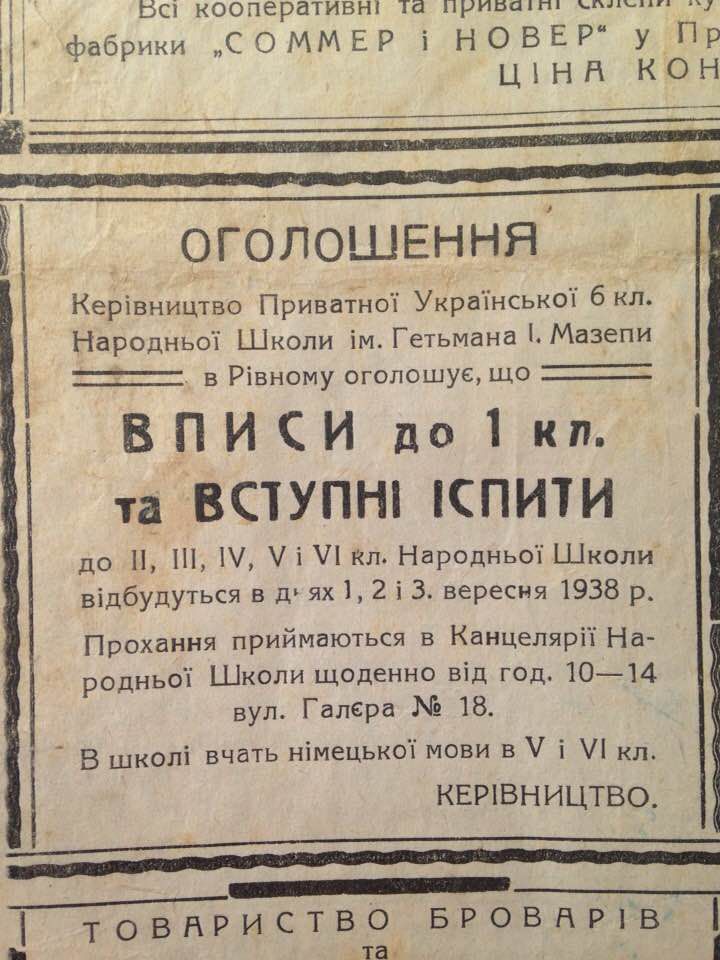 Всі кооперативні та приватні склепи
фабрики „СОММЕР і НОВЕР" у
ЦІНА
ОГОЛОШЕННЯ
Керівництво Приватної Української 6 кл.
Народньої Школи ім. Гетьмана І. Мазепи
в Рівному оголошує, що
ВПИСИ до 1 кл.
та ВСТУПНІ ІСПИТИ
до II, III, IV, V і VI кл. Народньої Школи
відбудуться в д ях 1, 2 і 3. вересня 1938 р.
Прохання приймаються в Канцелярії На-
родньої Школи щоденно від год. 10—14
вул. Галєра № 18.
В школі вчать німецької мови в V і VI кл.
КЕРІВНИЦТВО.
ТОВАРИСТВО БРОВАРІВ
та